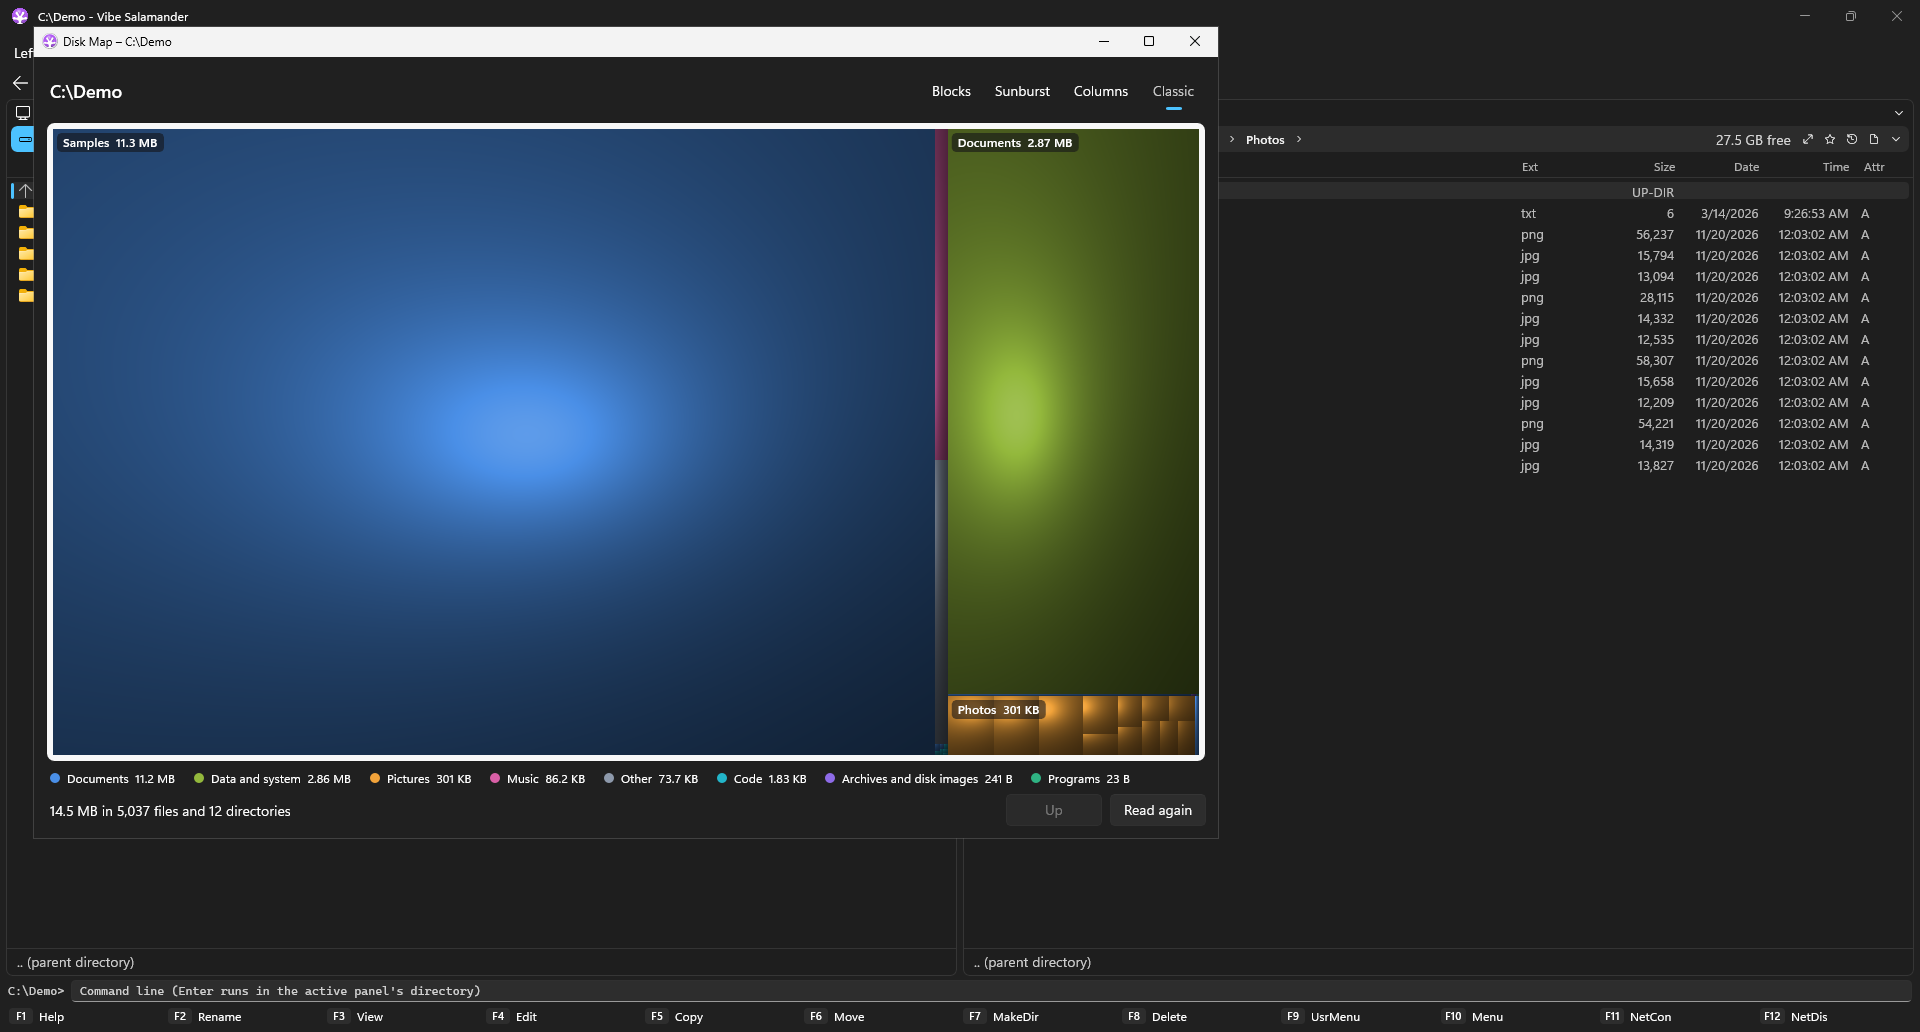 C:\Demo - Vibe Salamander
Disk Map – C:\Demo
C:\Demo
Blocks Sunburst Columns Classic
Samples 11.3 MB
Documents 2.87 MB
Photos 301 KB
Documents 11.2 MB Data and system 2.86 MB Pictures 301 KB Music 86.2 KB Other 73.7 KB Code 1.83 KB Archives and disk images 241 B Programs 23 B
14.5 MB in 5,037 files and 12 directories
Up Read again
Photos 27.5 GB free
Ext Size Date Time Attr
UP-DIR
txt 6 3/14/2026 9:26:53 AM A
png 56,237 11/20/2026 12:03:02 AM A
jpg 15,794 11/20/2026 12:03:02 AM A
jpg 13,094 11/20/2026 12:03:02 AM A
png 28,115 11/20/2026 12:03:02 AM A
jpg 14,332 11/20/2026 12:03:02 AM A
jpg 12,535 11/20/2026 12:03:02 AM A
png 58,307 11/20/2026 12:03:02 AM A
jpg 15,658 11/20/2026 12:03:02 AM A
jpg 12,209 11/20/2026 12:03:02 AM A
png 54,221 11/20/2026 12:03:02 AM A
jpg 14,319 11/20/2026 12:03:02 AM A
jpg 13,827 11/20/2026 12:03:02 AM A
.. (parent directory)
.. (parent directory)
C:\Demo> Command line (Enter runs in the active panel's directory)
F1 Help F2 Rename F3 View F4 Edit F5 Copy F6 Move F7 MakeDir F8 Delete F9 UsrMenu F10 Menu F11 NetCon F12 NetDis